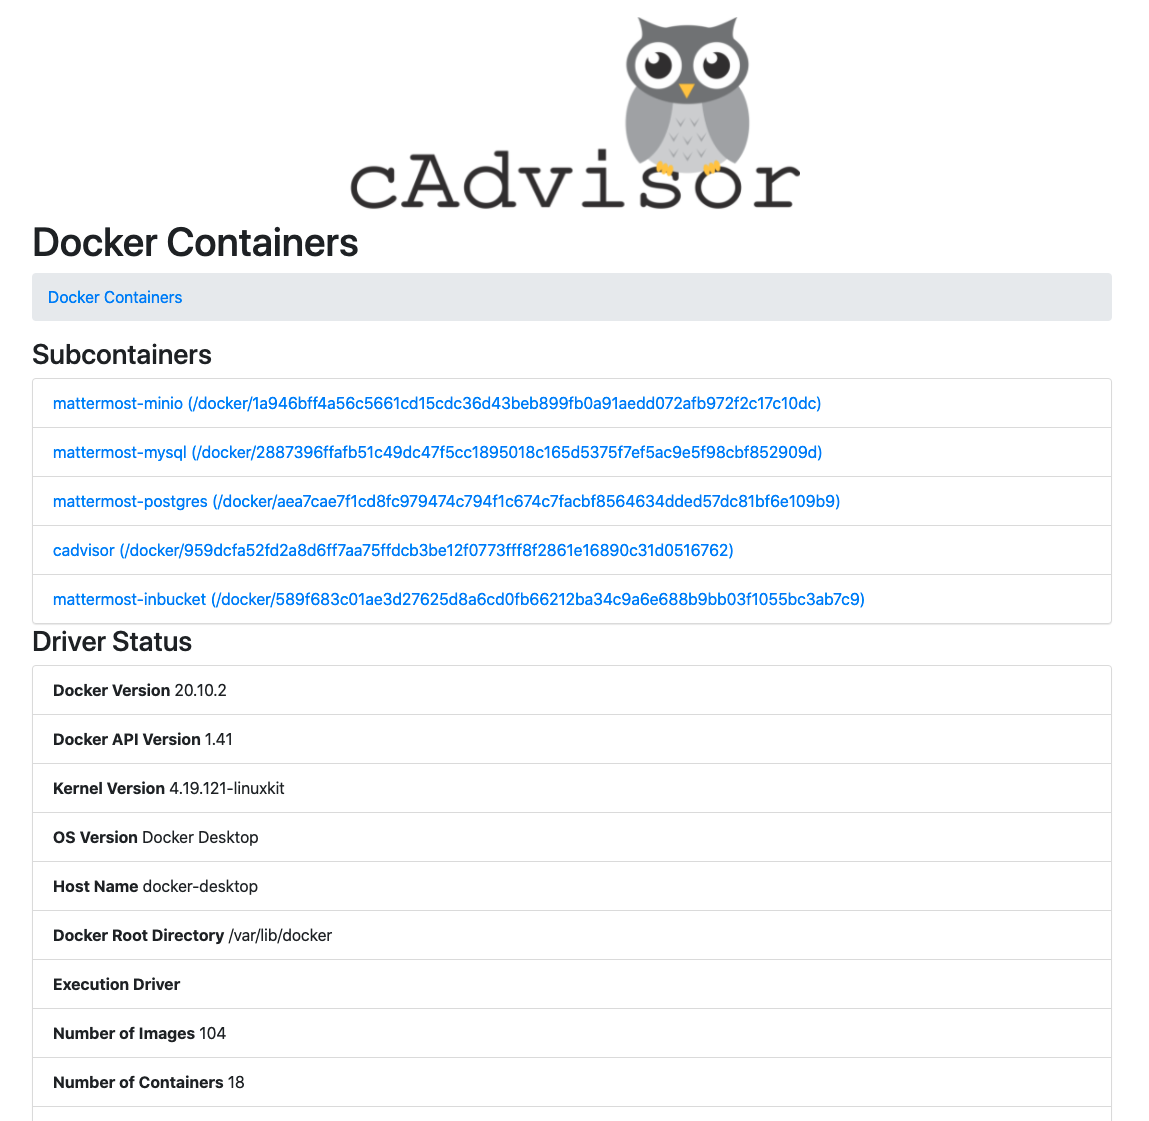 cAdvisor
Docker Containers
Docker Containers
Subcontainers
mattermost-minio (/docker/1a946bff4a56c5661cd15cdc36d43beb899fb0a91aedd072afb972f2c17c10dc)
mattermost-mysql (/docker/2887396ffafb51c49dc47f5cc1895018c165d5375f7ef5ac9e5f98cbf852909d)
mattermost-postgres (/docker/aea7cae7f1cd8fc979474c794f1c674c7facbf8564634dded57dc81bf6e109b9)
cadvisor (/docker/959dcfa52fd2a8d6ff7aa75ffdcb3be12f0773fff8f2861e16890c31d0516762)
mattermost-inbucket (/docker/589f683c01ae3d27625d8a6cd0fb66212ba34c9a6e688b9bb03f1055bc3ab7c9)
Driver Status
Docker Version 20.10.2
Docker API Version 1.41
Kernel Version 4.19.121-linuxkit
OS Version Docker Desktop
Host Name docker-desktop
Docker Root Directory /var/lib/docker
Execution Driver
Number of Images 104
Number of Containers 18